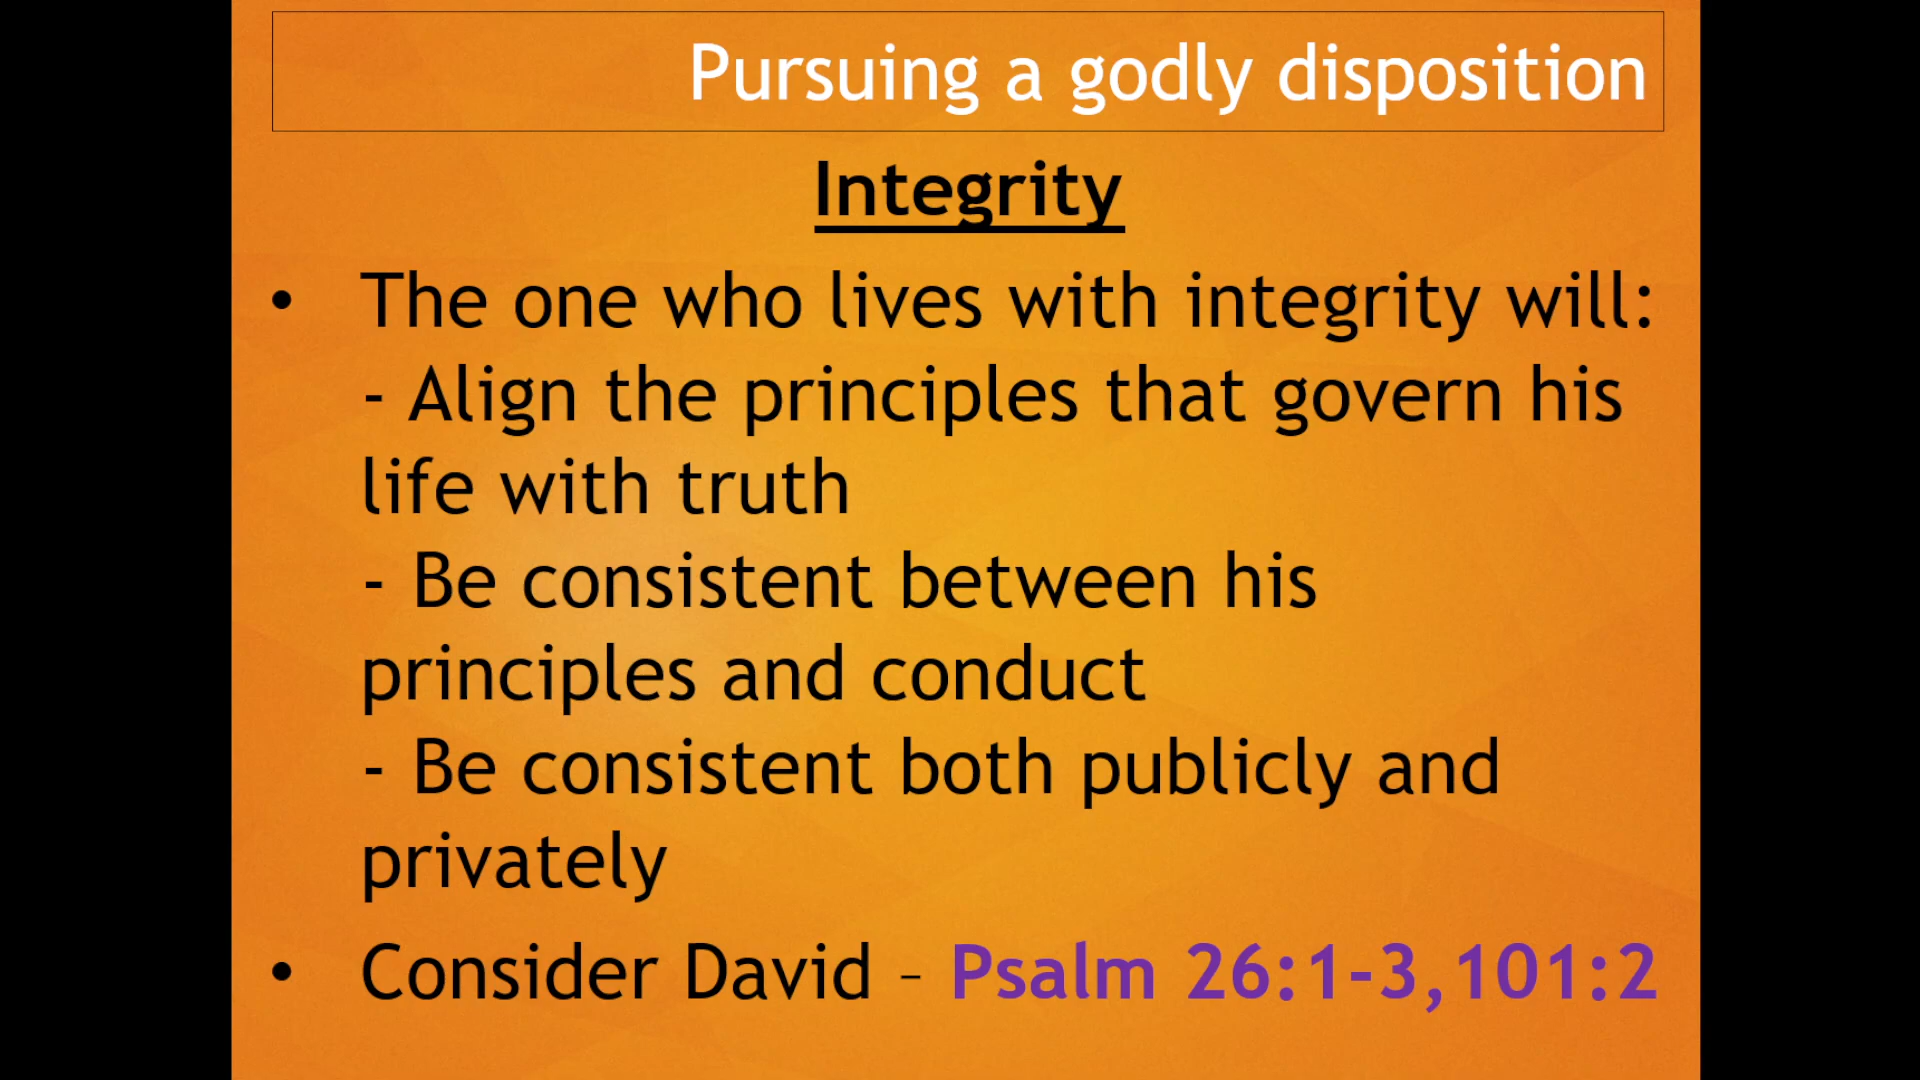 Pursuing a godly disposition
Integrity
• The one who lives with integrity will:
- Align the principles that govern his
life with truth
- Be consistent between his
principles and conduct
- Be consistent both publicly and
privately
• Consider David – Psalm 26:1-3,101:2